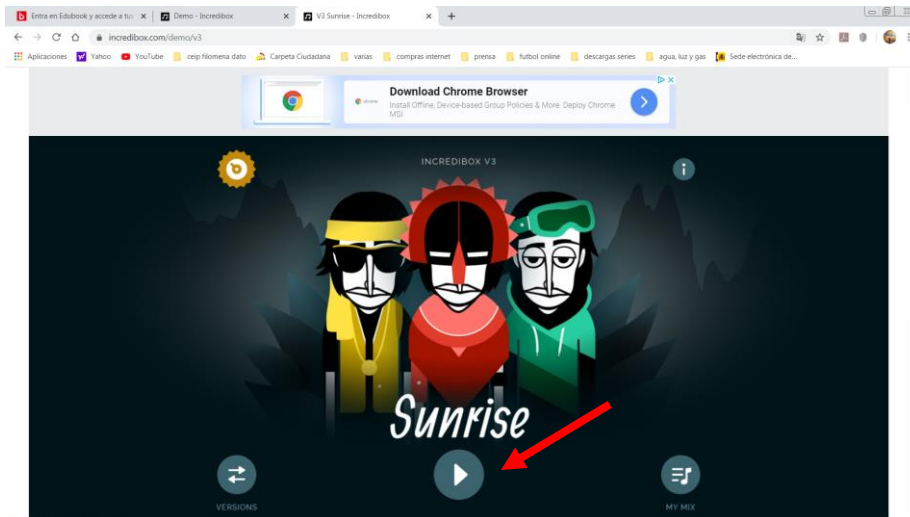 Entra en Edubook y accede a tu
Demo - Incredibox
V3 Sunrise - Incredibox
incredibox.com/demo/v3
Aplicaciones
Yahoo
YouTube
ceip filomena dato
Carpeta Ciudadana
varias
compras internet
prensa
futbol online
descargas series
agua, luz y gas
Sede electrónica de...
Download Chrome Browser
chrome
Install Offline, Device-based Group Policies & More. Deploy Chrome
MSI
INCREDIBOX V3
Sunrise
VERSIONS
MY MIX